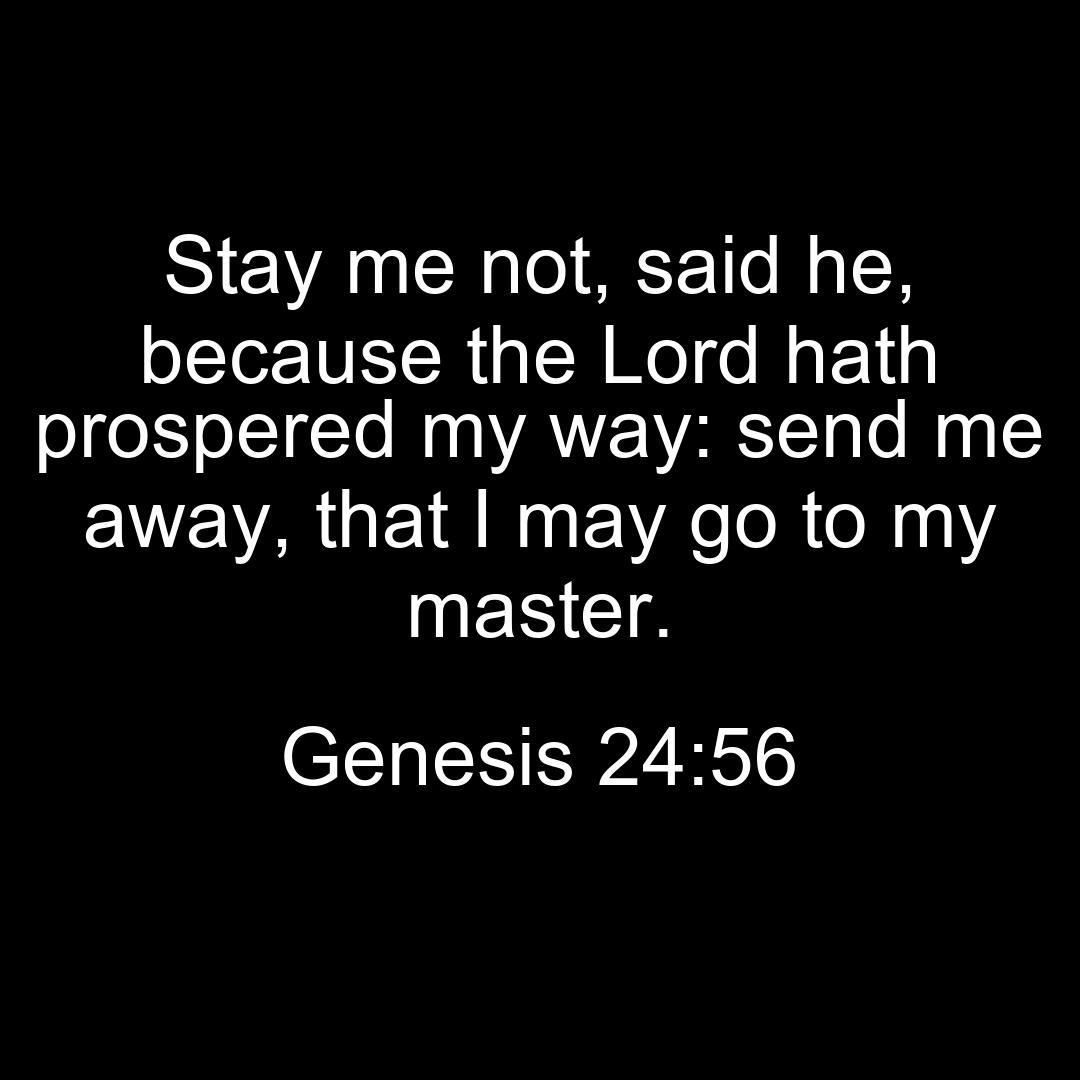 Stay me not, said he,
because the Lord hath
prospered my way: send me
away, that I may go to my
master.
Genesis 24:56